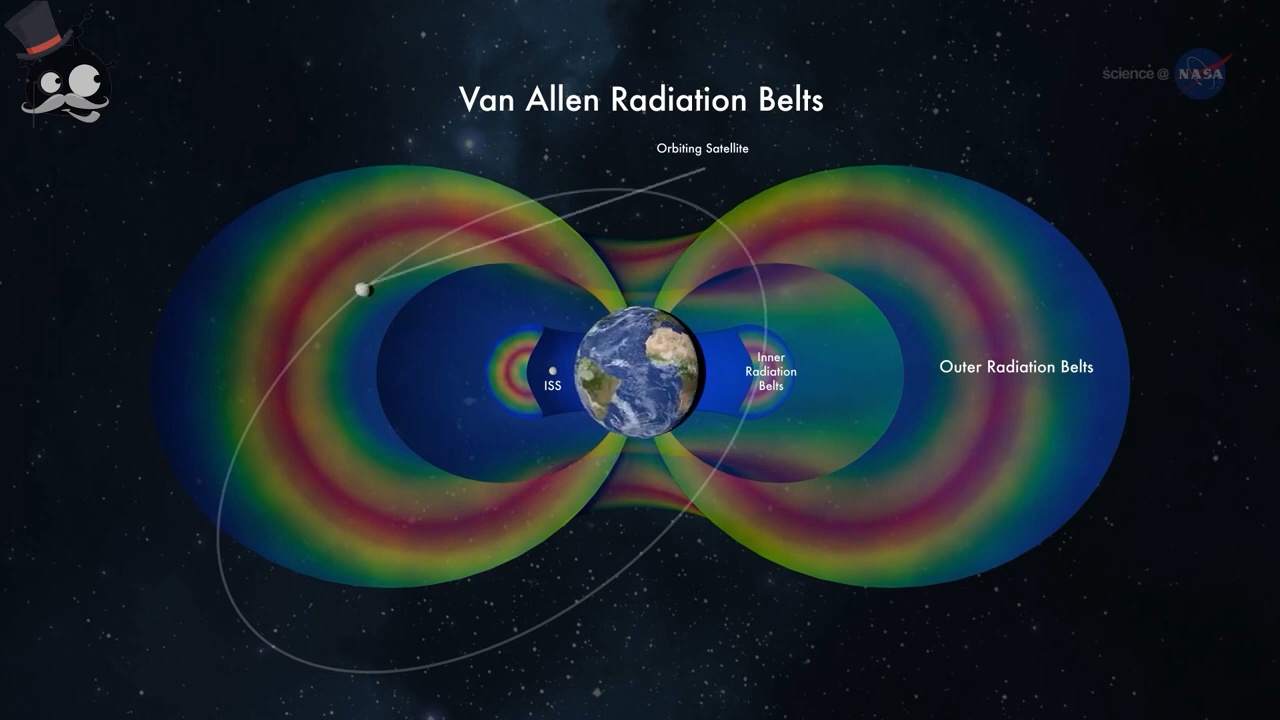 science @ NASA
Van Allen Radiation Belts
Orbiting Satellite
Inner
Radiation
Belts
Outer Radiation Belts
ISS